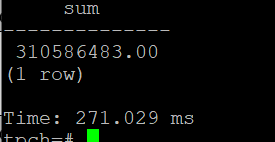 sum
--------------
310586483.00
(1 row)
Time: 271.029 ms
tpch=#